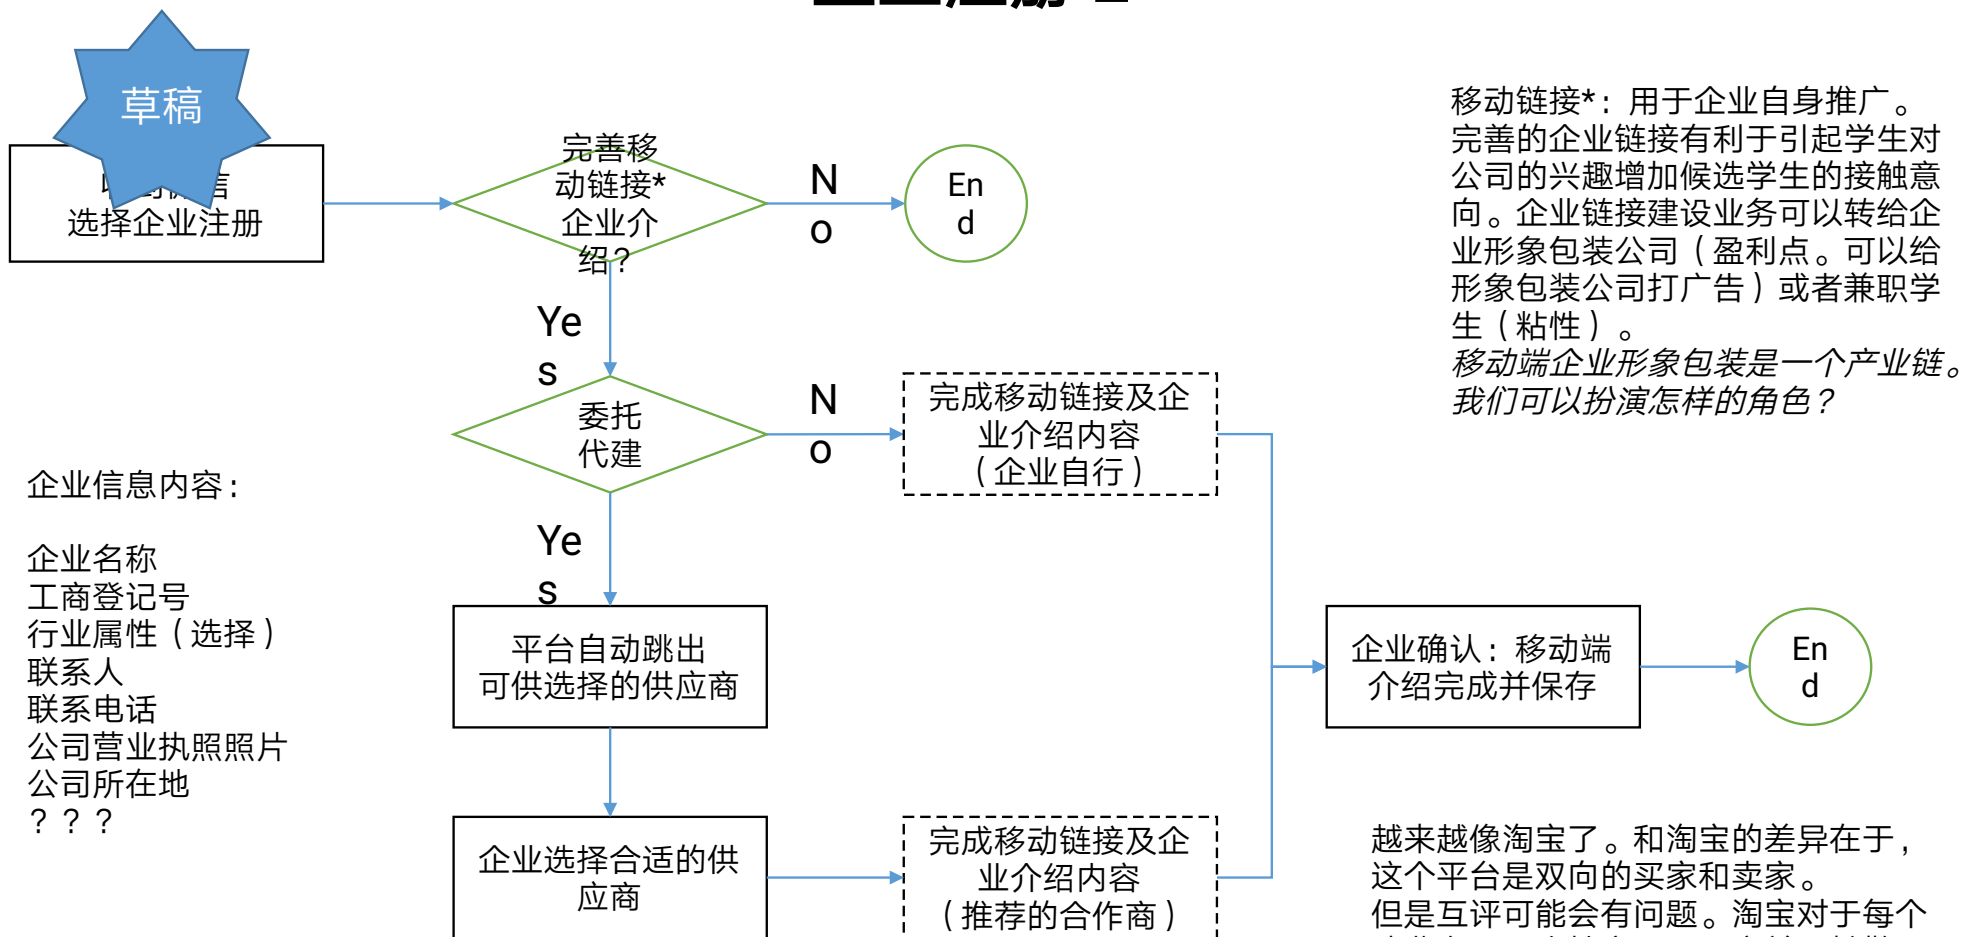 草稿
选择企业注册
完善移
动链接*
企业介
绍？
N
o
En
d
Ye
s
委托
代建
N
o
完成移动链接及企
业介绍内容
（企业自行）
Ye
s
平台自动跳出
可供选择的供应商
企业选择合适的供
应商
完成移动链接及企
业介绍内容
（推荐的合作商）
企业确认：移动端
介绍完成并保存
En
d
企业信息内容：
企业名称
工商登记号
行业属性（选择）
联系人
联系电话
公司营业执照照片
公司所在地
？？？
移动链接*：用于企业自身推广。
完善的企业链接有利于引起学生对
公司的兴趣增加候选学生的接触意
向。企业链接建设业务可以转给企
业形象包装公司（盈利点。可以给
形象包装公司打广告）或者兼职学
生（粘性）。
移动端企业形象包装是一个产业链。
我们可以扮演怎样的角色？
越来越像淘宝了。和淘宝的差异在于，
这个平台是双向的买家和卖家。
但是互评可能会有问题。淘宝对于每个